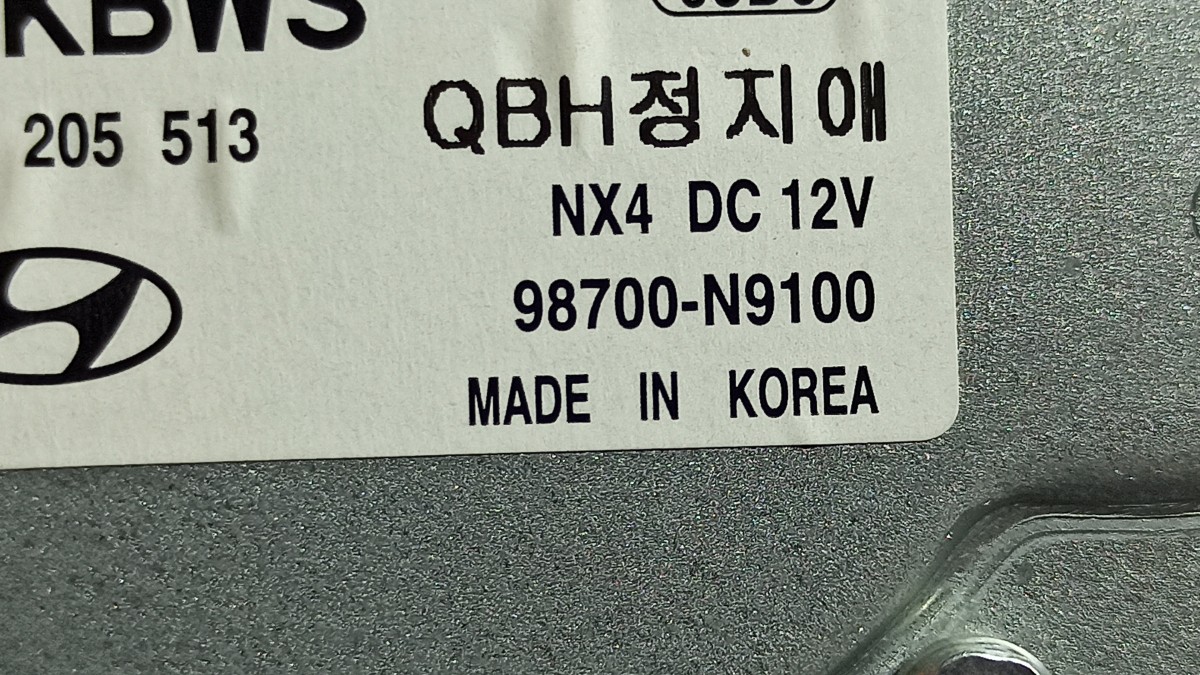 KBWS
205 513
QBH정지애
NX4 DC 12V
98700-N9100
MADE IN KOREA